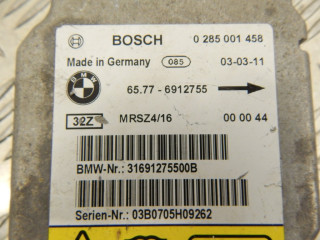 BOSCH 0 285 001 458
Made in Germany 085 03-03-11
BMW
65.77 - 6912755
32Z MRSZ4/16 00 00 44
BMW-Nr.: 31691275500B
Serien-Nr.: 03B0705H09262